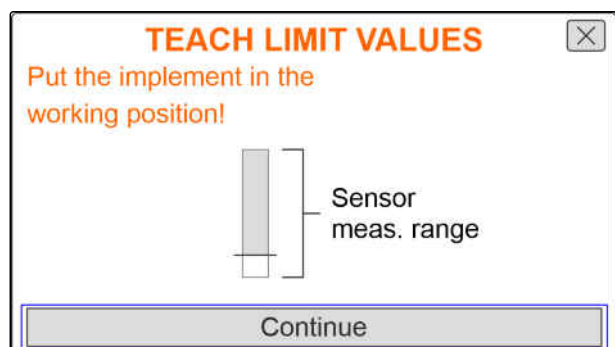 TEACH LIMIT VALUES
Put the implement in the
working position!
Sensor
meas. range
Continue